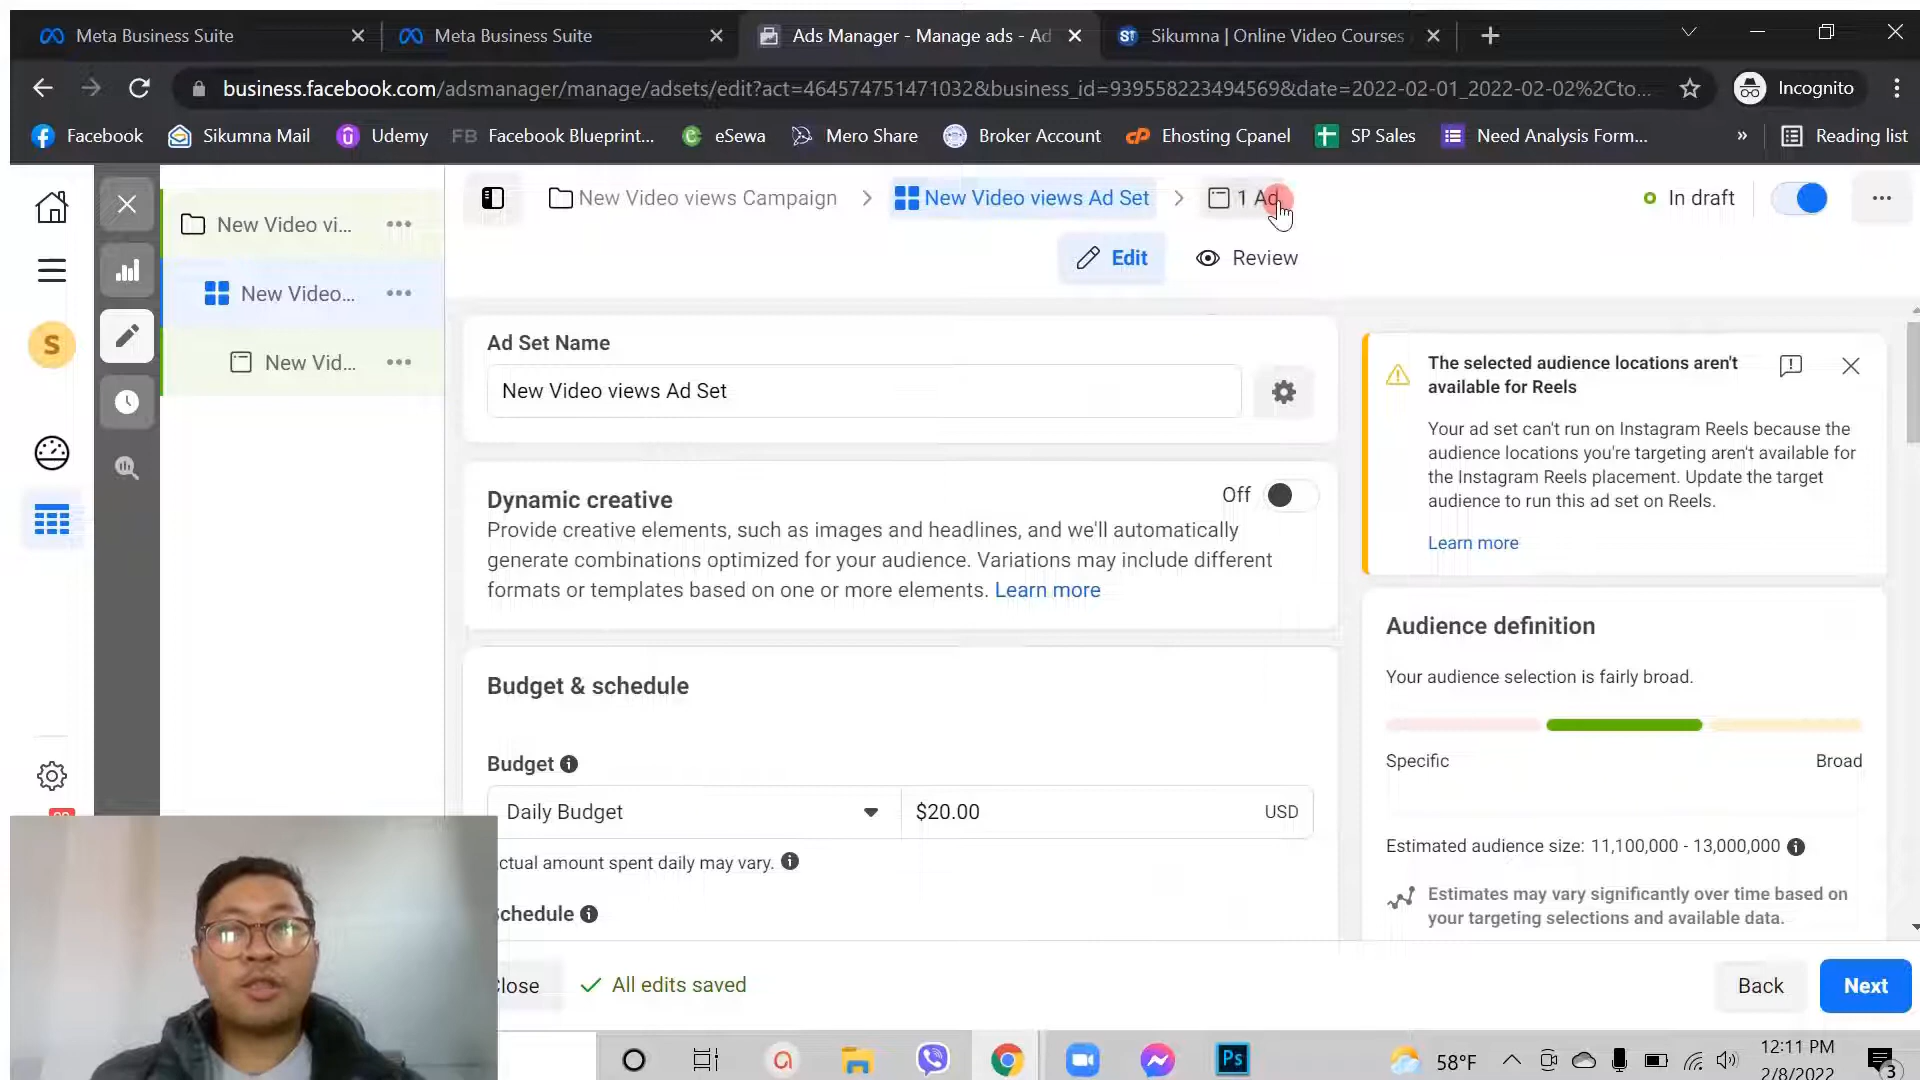 Meta Business Suite
Meta Business Suite
Ads Manager - Manage ads - Ad
ST
Sikumna | Online Video Courses
business.facebook.com/adsmanager/manage/adsets/edit?act=464574751471032&business_id=939558223494569&date=2022-02-01_2022-02-02%2Cto...
Incognito
Facebook
Sikumna Mail
Udemy
FB Facebook Blueprint...
eSewa
Mero Share
Broker Account
Ehosting Cpanel
SP Sales
Need Analysis Form...
»
Reading list
S
New Video vi...
New Video...
New Vid...
New Video views Campaign
New Video views Ad Set
1 Ad
In draft
Edit
Review
Ad Set Name
New Video views Ad Set
Dynamic creative
Off
Provide creative elements, such as images and headlines, and we'll automatically
generate combinations optimized for your audience. Variations may include different
formats or templates based on one or more elements. Learn more
Budget & schedule
Budget
Daily Budget
$20.00
USD
ctual amount spent daily may vary.
chedule
The selected audience locations aren't
available for Reels
Your ad set can't run on Instagram Reels because the
audience locations you're targeting aren't available for
the Instagram Reels placement. Update the target
audience to run this ad set on Reels.
Learn more
Audience definition
Your audience selection is fairly broad.
Specific
Broad
Estimated audience size: 11,100,000 - 13,000,000
Estimates may vary significantly over time based on
your targeting selections and available data.
lose
All edits saved
Back
Next
Ps
58°F
12:11 PM
2/8/2022
3